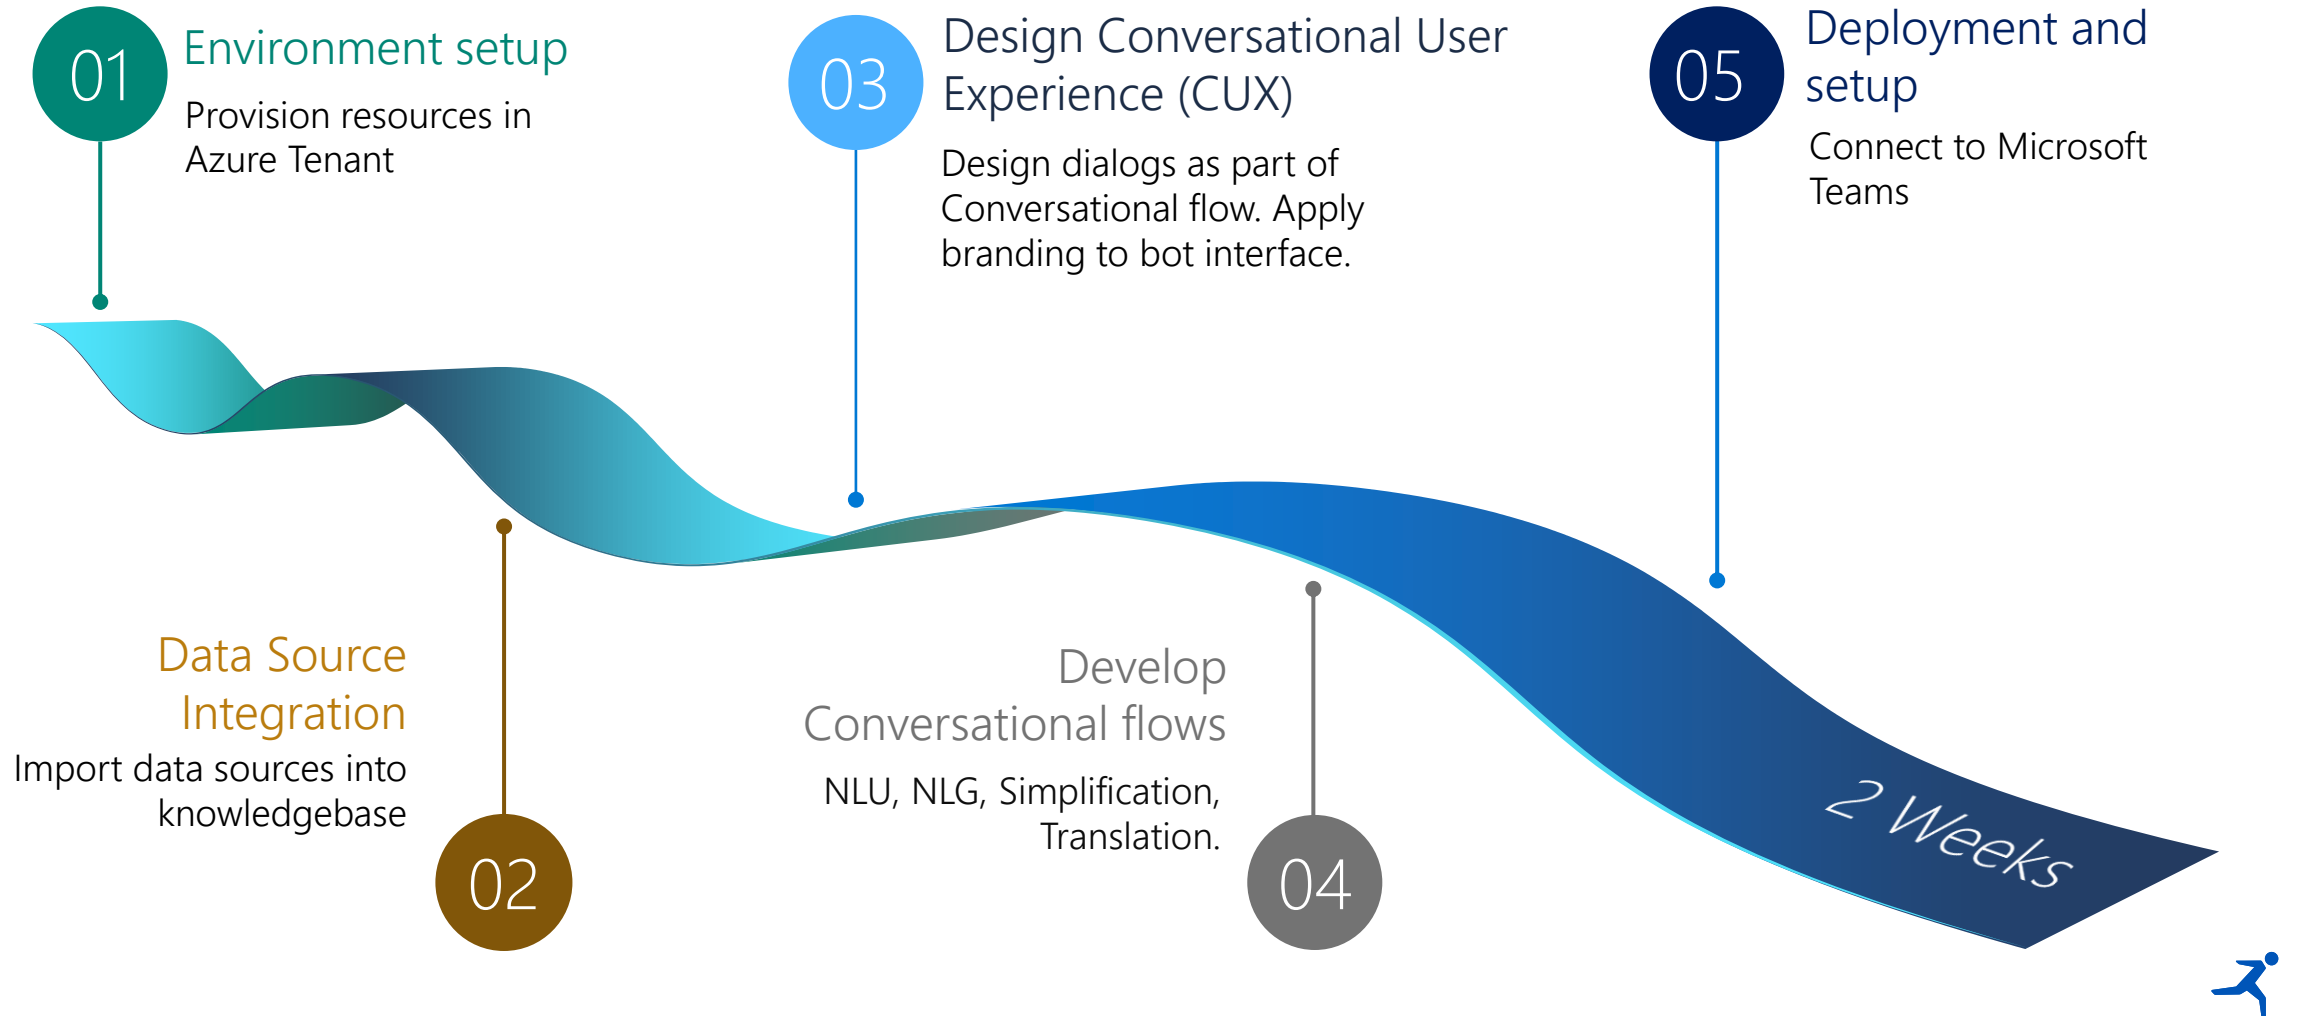 01
Environment setup
Provision resources in
Azure Tenant
03
Design Conversational User
Experience (CUX)
Design dialogs as part of
Conversational flow. Apply
branding to bot interface.
05
Deployment and
setup
Connect to Microsoft
Teams
Data Source
Integration
Import data sources into
knowledgebase
02
Develop
Conversational flows
NLU, NLG, Simplification,
Translation.
04
2 Weeks